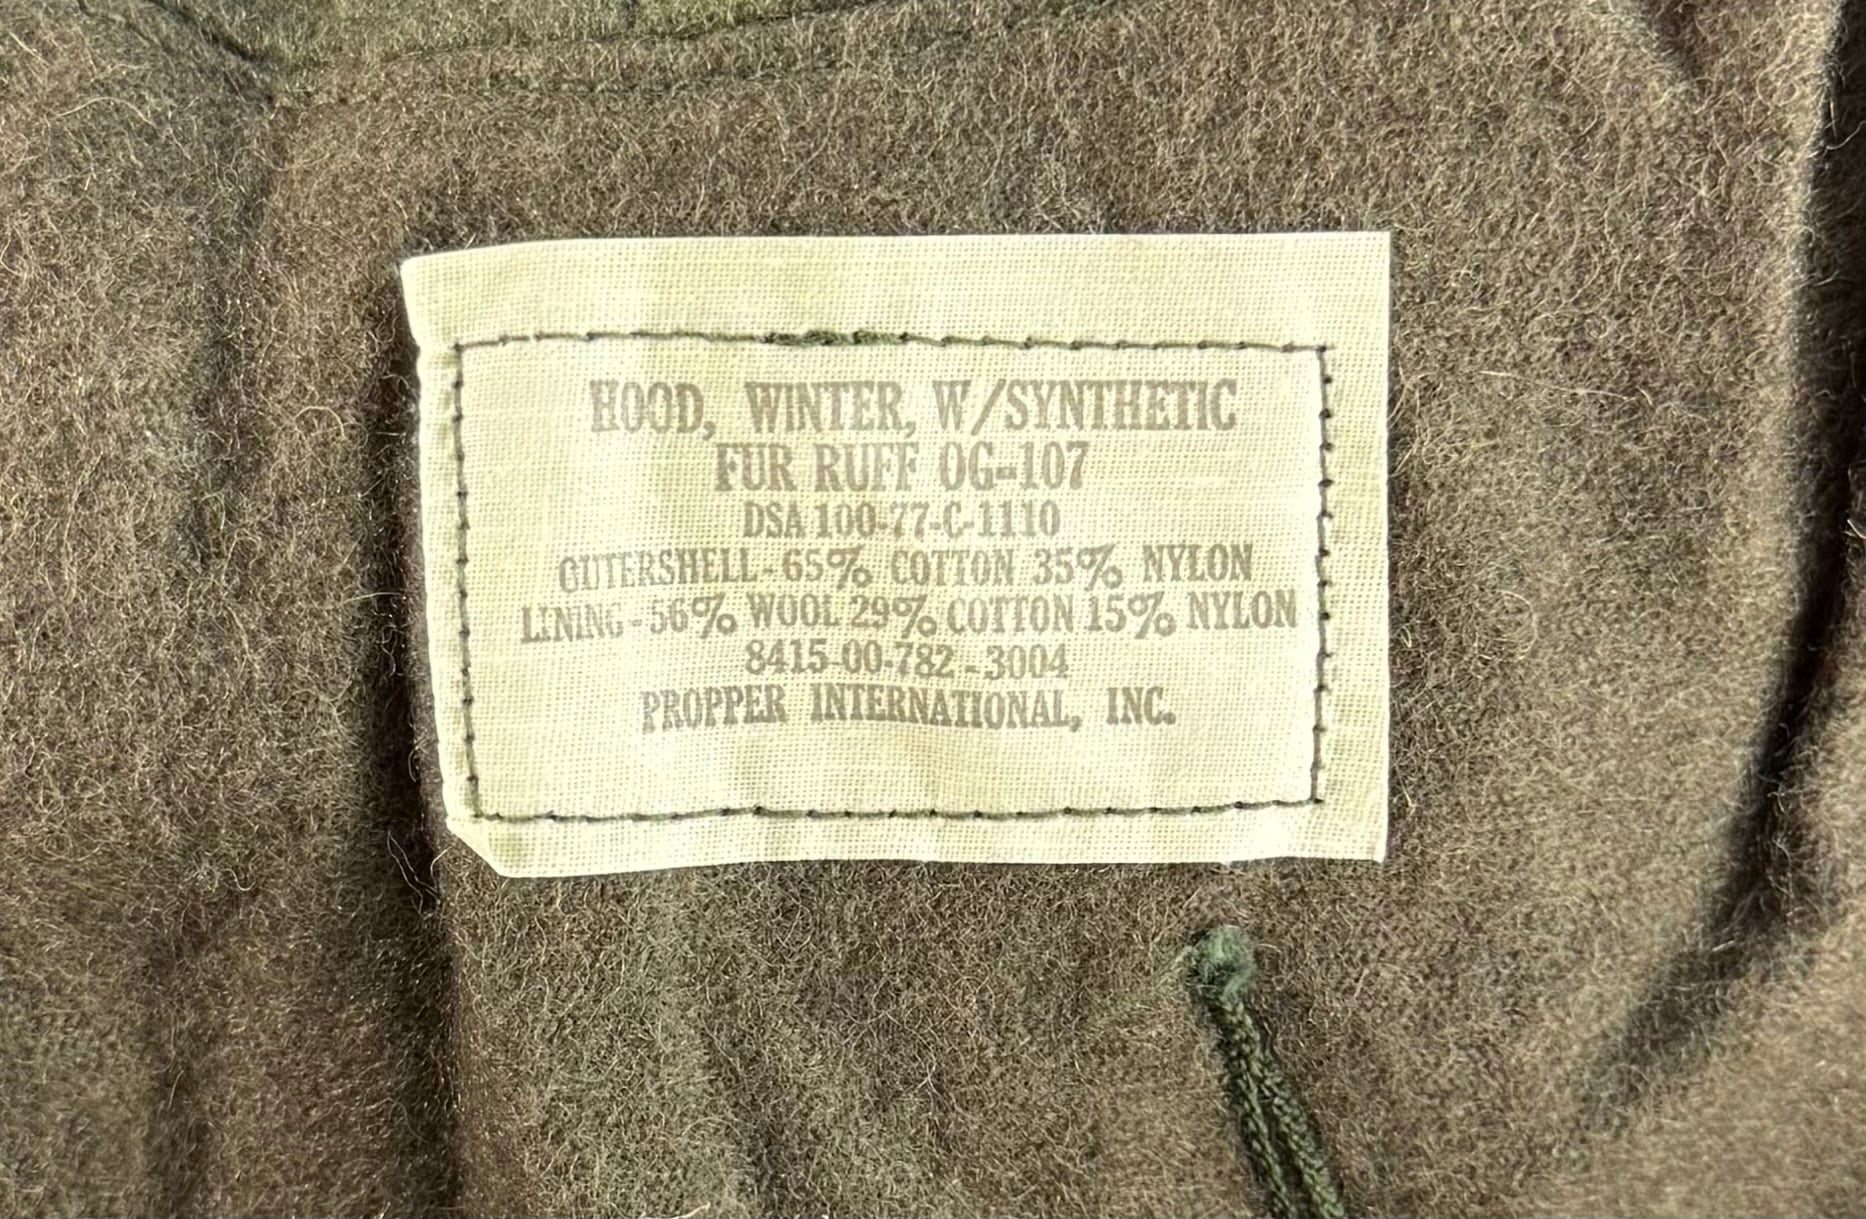 HOOD, WINTER, W/SYNTHETIC
FUR RUFF OG-107
DSA 100-77-C-1110
OUTERSHELL-65% COTTON 35% NYLON
LINING-56% WOOL 29% COTTON 15% NYLON
8415-00-782-3004
PROPPER INTERNATIONAL, INC.